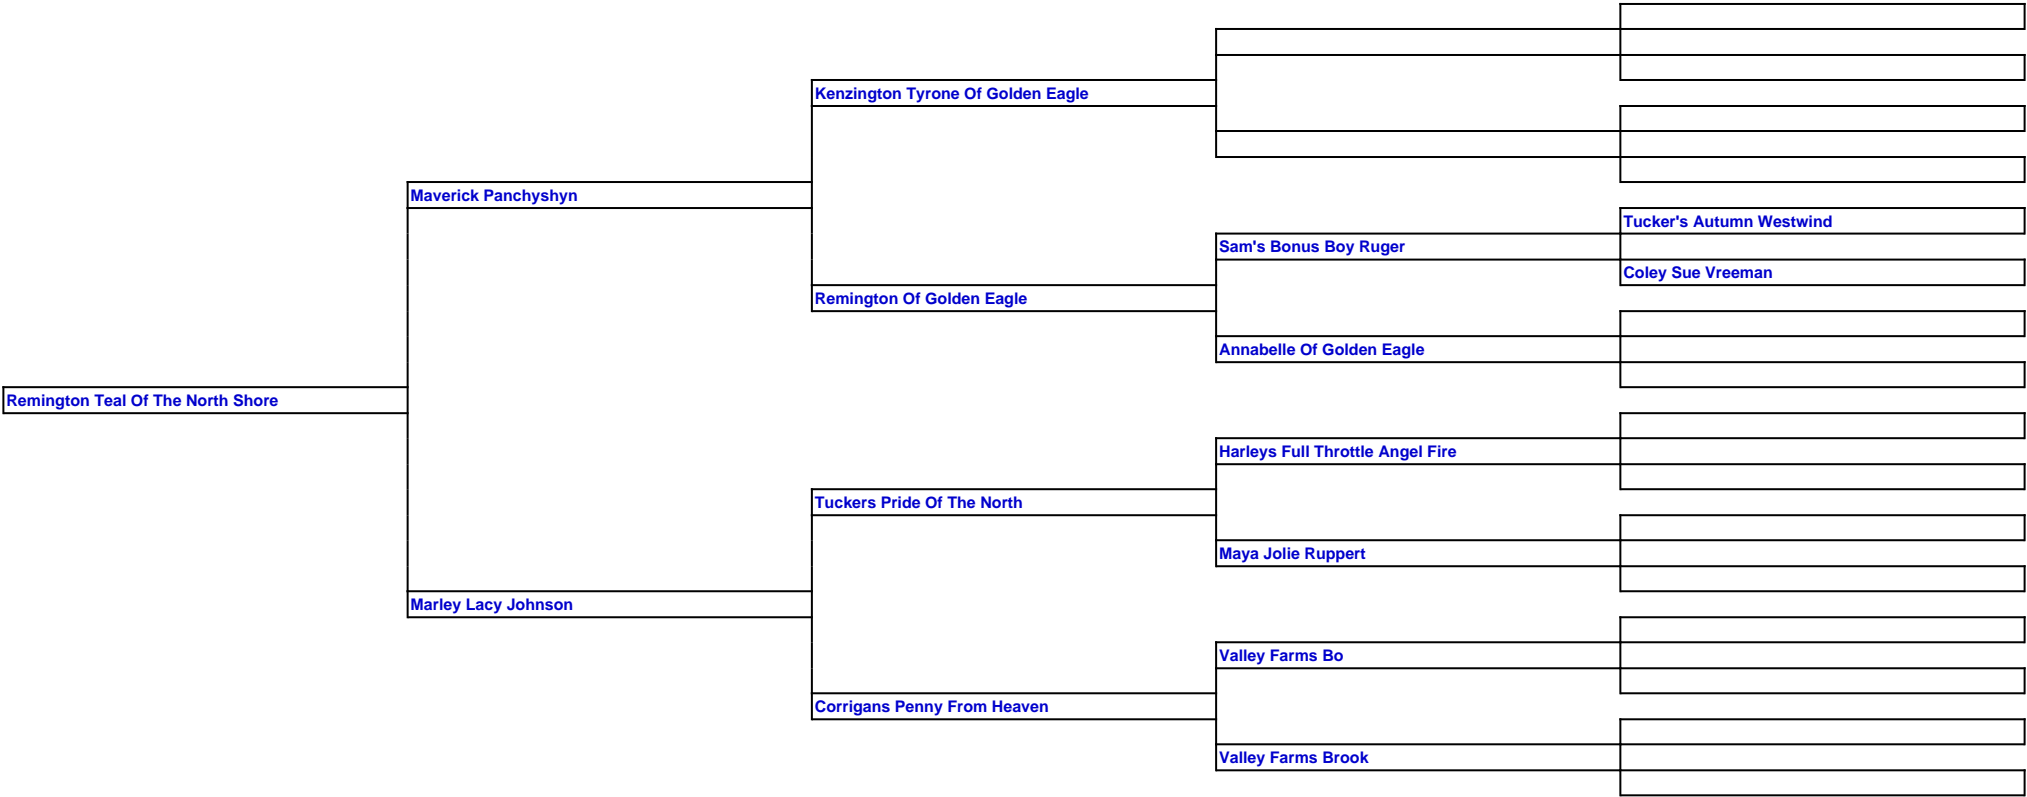 Kenzington Tyrone Of Golden Eagle
Maverick Panchyshyn
Tucker's Autumn Westwind
Sam's Bonus Boy Ruger
Coley Sue Vreeman
Remington Of Golden Eagle
Annabelle Of Golden Eagle
Remington Teal Of The North Shore
Harleys Full Throttle Angel Fire
Tuckers Pride Of The North
Maya Jolie Ruppert
Marley Lacy Johnson
Valley Farms Bo
Corrigans Penny From Heaven
Valley Farms Brook